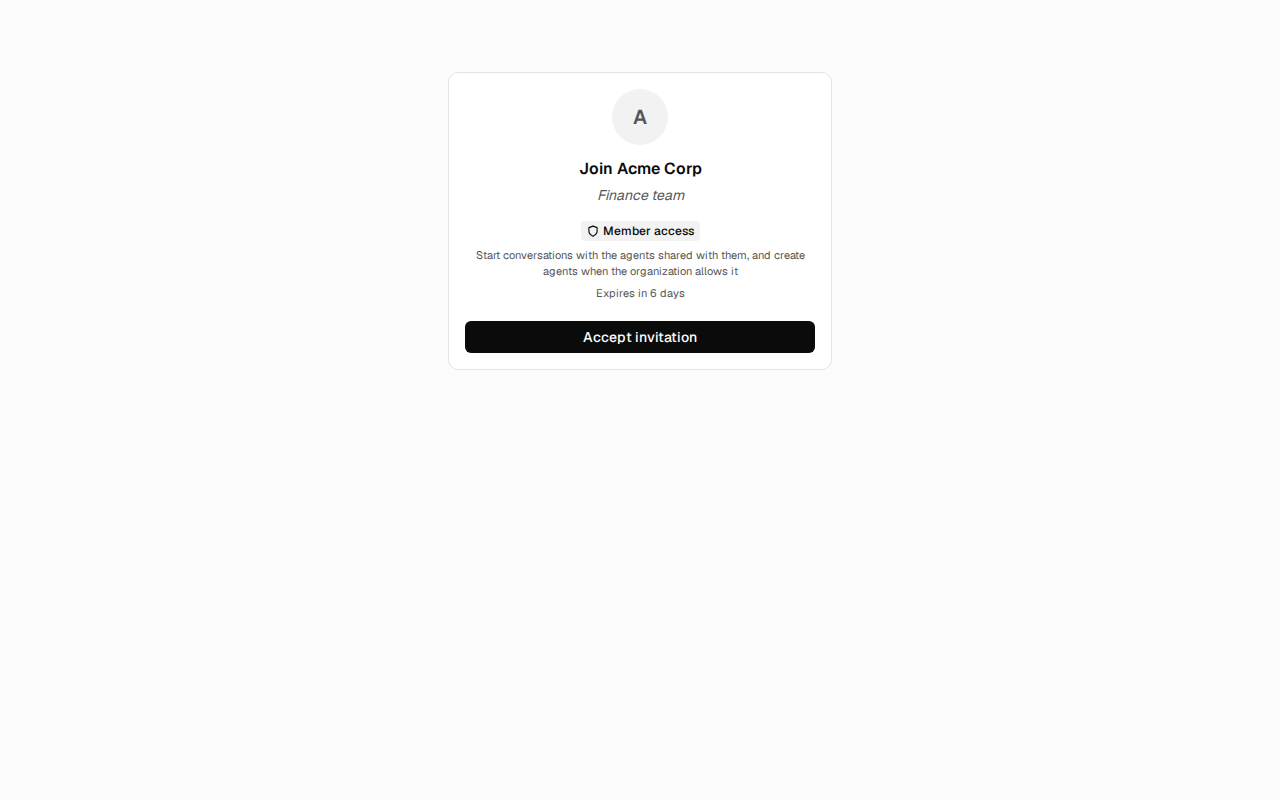 A
Join Acme Corp
Finance team
Member access
Start conversations with the agents shared with them, and create
agents when the organization allows it
Expires in 6 days
Accept invitation